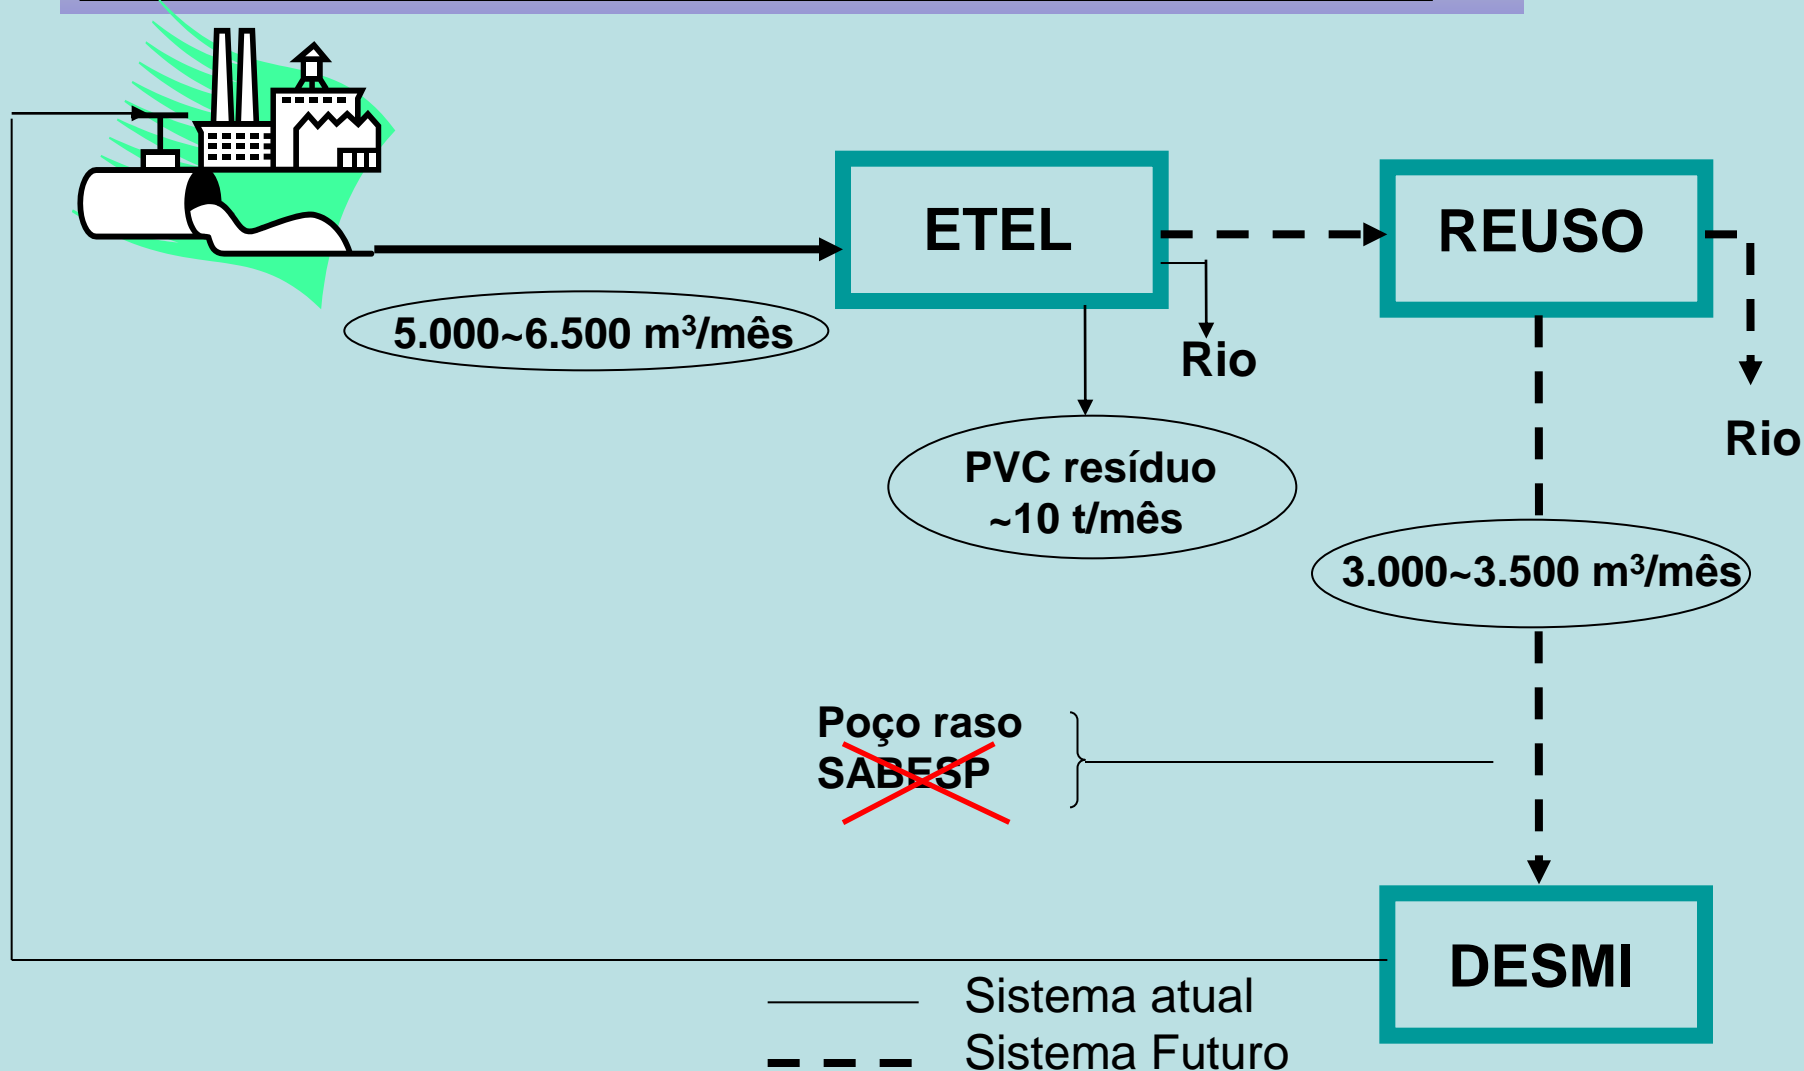 ETEL
REUSO
5.000~6.500 m³/mês
Rio
Rio
PVC resíduo
~10 t/mês
3.000~3.500 m³/mês
Poço raso
SABESP
DESMI
Sistema atual
Sistema Futuro